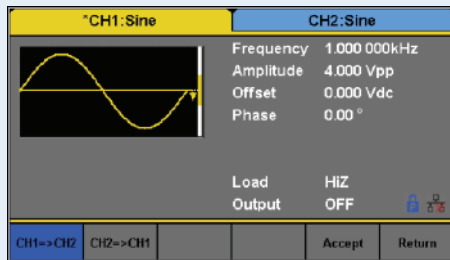 *CH1:Sine CH2:Sine
Frequency 1.000 000kHz
Amplitude 4.000 Vpp
Offset 0.000 Vdc
Phase 0.00 °
Load HiZ
Output OFF
CH1=>CH2 CH2=>CH1 Accept Return